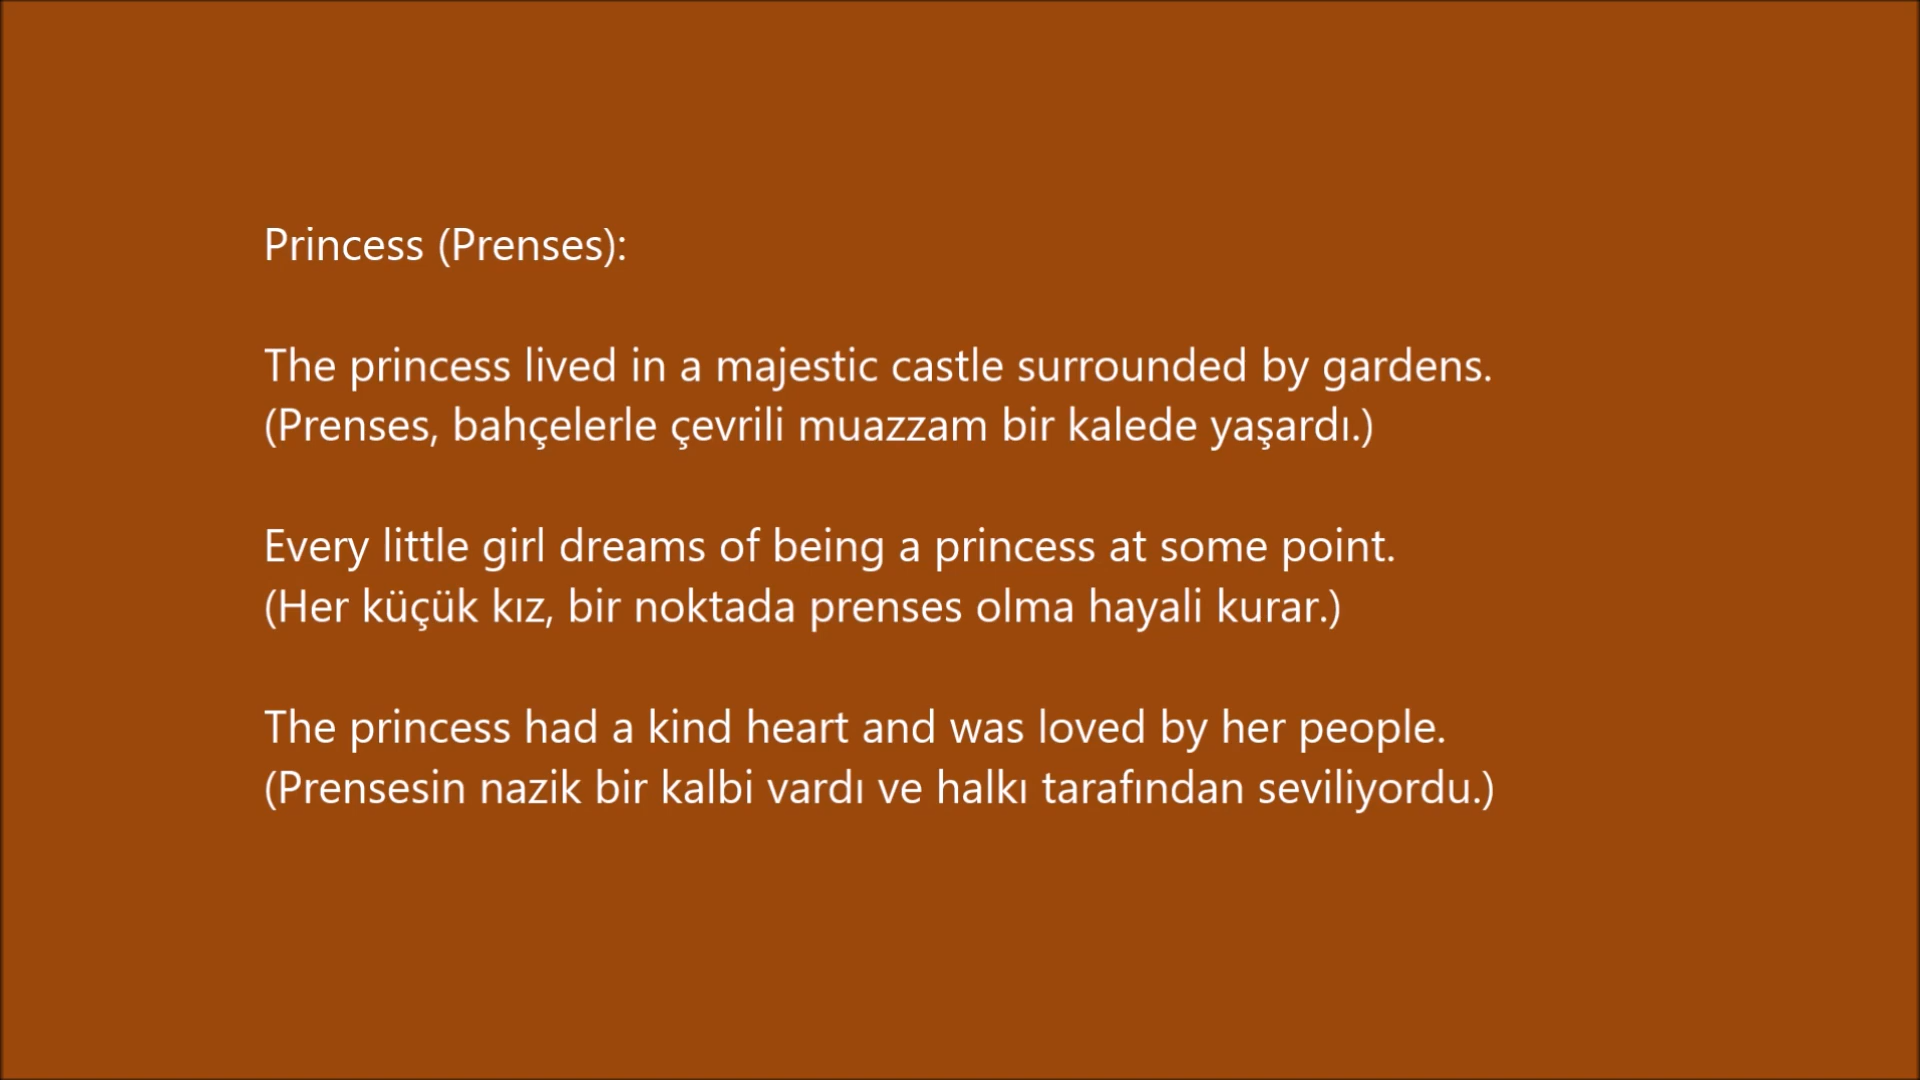 Princess (Prenses):
The princess lived in a majestic castle surrounded by gardens.
(Prenses, bahçelerle çevrili muazzam bir kalede yaşardı.)
Every little girl dreams of being a princess at some point.
(Her küçük kız, bir noktada prenses olma hayali kurar.)
The princess had a kind heart and was loved by her people.
(Prensesin nazik bir kalbi vardı ve halkı tarafından seviliyordu.)